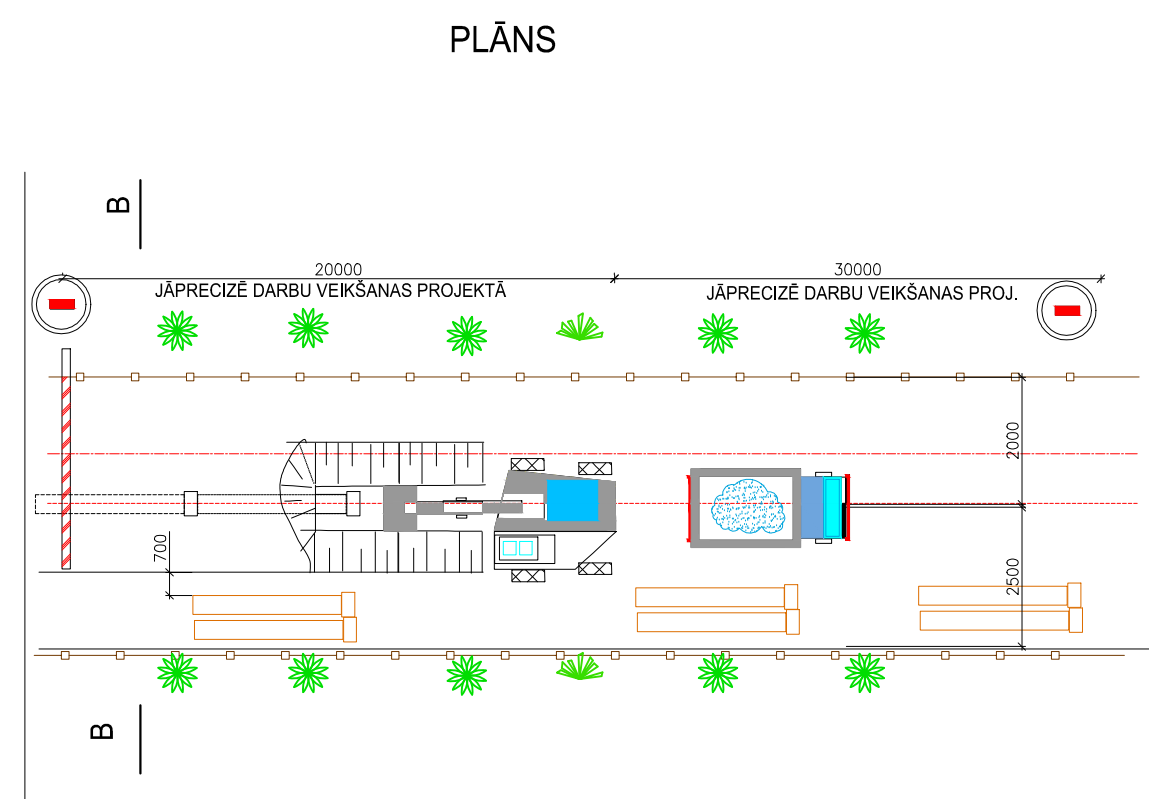 PLĀNS
B
20000
30000
JĀPRECIZĒ DARBU VEIKŠANAS PROJEKTĀ
JĀPRECIZĒ DARBU VEIKŠANAS PROJ.
2000
700
2500
B